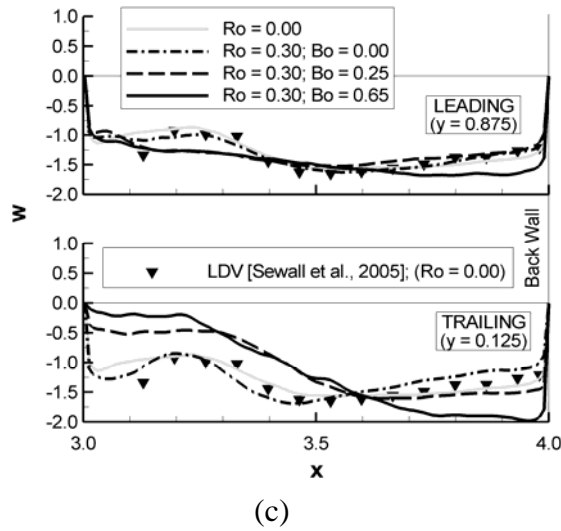 Ro = 0.00
Ro = 0.30; Bo = 0.00
Ro = 0.30; Bo = 0.25
Ro = 0.30; Bo = 0.65
1.0
0.0
-0.5
-1.0
-1.5
-2.0
LEADING
(y = 0.875)
w
Back Wall
1.0
0.5
0.0
-0.5
-1.0
-1.5
-2.0
LDV [Sewall et al., 2005]; (Ro = 0.00)
TRAILING
(y = 0.125)
3.0
3.5
4.0
x
(c)